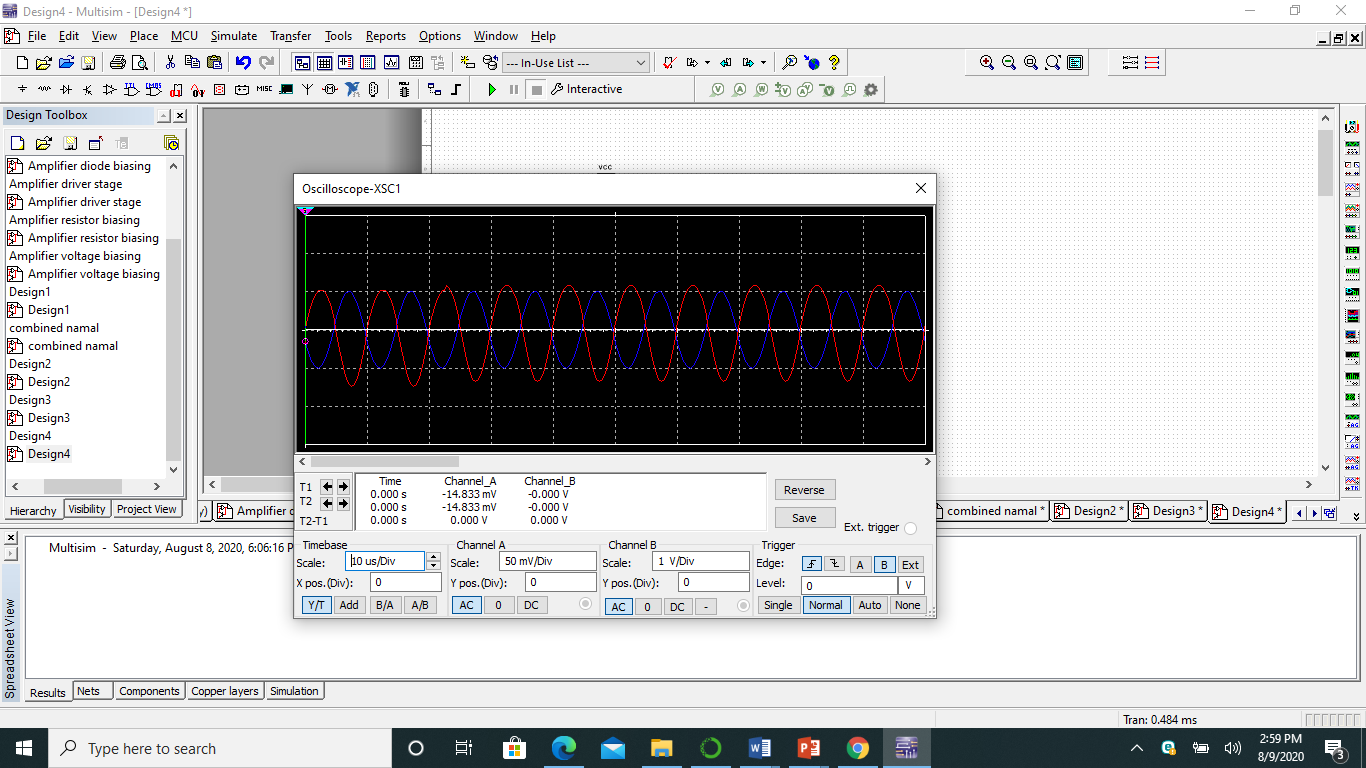 Design4 - Multisim - [Design4 *]
File Edit View Place MCU Simulate Transfer Tools Reports Options Window Help
--- In-Use List ---
MISC
Interactive
Design Toolbox
Amplifier diode biasing
Amplifier driver stage
Amplifier driver stage
Amplifier resistor biasing
Amplifier resistor biasing
Amplifier voltage biasing
Amplifier voltage biasing
Design1
Design1
combined namal
combined namal
Design2
Design2
Design3
Design3
Design4
Design4
Hierarchy Visibility Project View
VCC
Oscilloscope-XSC1
Time Channel_A Channel_B
T1 0.000 s -14.833 mV -0.000 V
T2 0.000 s -14.833 mV -0.000 V
T2-T1 0.000 s 0.000 V 0.000 V
Reverse
Save
Ext. trigger
Timebase
Scale: 10 us/Div
X pos.(Div): 0
Y/T Add B/A A/B
Channel A
Scale: 50 mV/Div
Y pos.(Div): 0
AC 0 DC
Channel B
Scale: 1 V/Div
Y pos.(Div): 0
AC 0 DC -
Trigger
Edge: A B Ext
Level: 0 V
Single Normal Auto None
y) Amplifier combined namal * Design2 * Design3 * Design4 *
Multisim - Saturday, August 8, 2020, 6:06:16 P
Spreadsheet View
Results Nets Components Copper layers Simulation
Tran: 0.484 ms
Type here to search
2:59 PM
8/9/2020
3